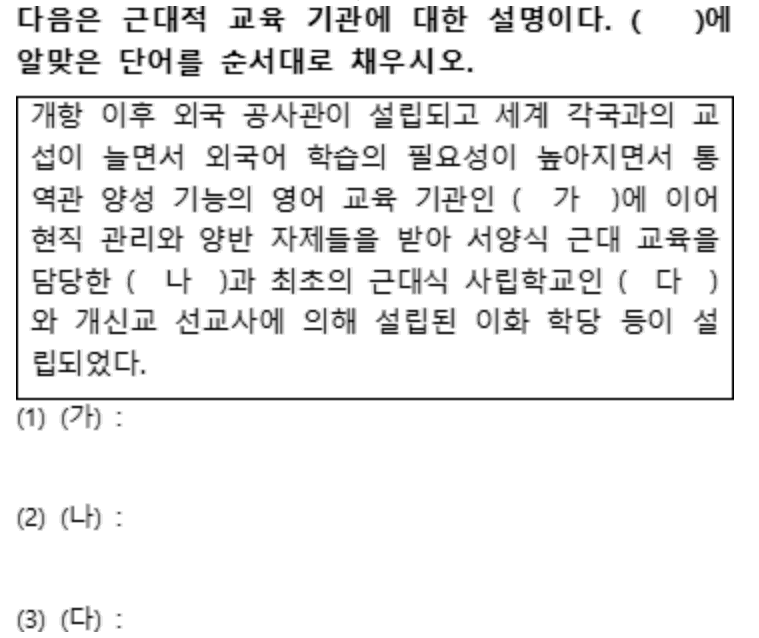 다음은 근대적 교육 기관에 대한 설명이다. (    )에
알맞은 단어를 순서대로 채우시오.
개항 이후 외국 공사관이 설립되고 세계 각국과의 교
섭이 늘면서 외국어 학습의 필요성이 높아지면서 통
역관 양성 기능의 영어 교육 기관인 (  가  )에 이어
현직 관리와 양반 자제들을 받아 서양식 근대 교육을
담당한 (  나  )과 최초의 근대식 사립학교인 (  다  )
와 개신교 선교사에 의해 설립된 이화 학당 등이 설
립되었다.
(1) (가) :
(2) (나) :
(3) (다) :